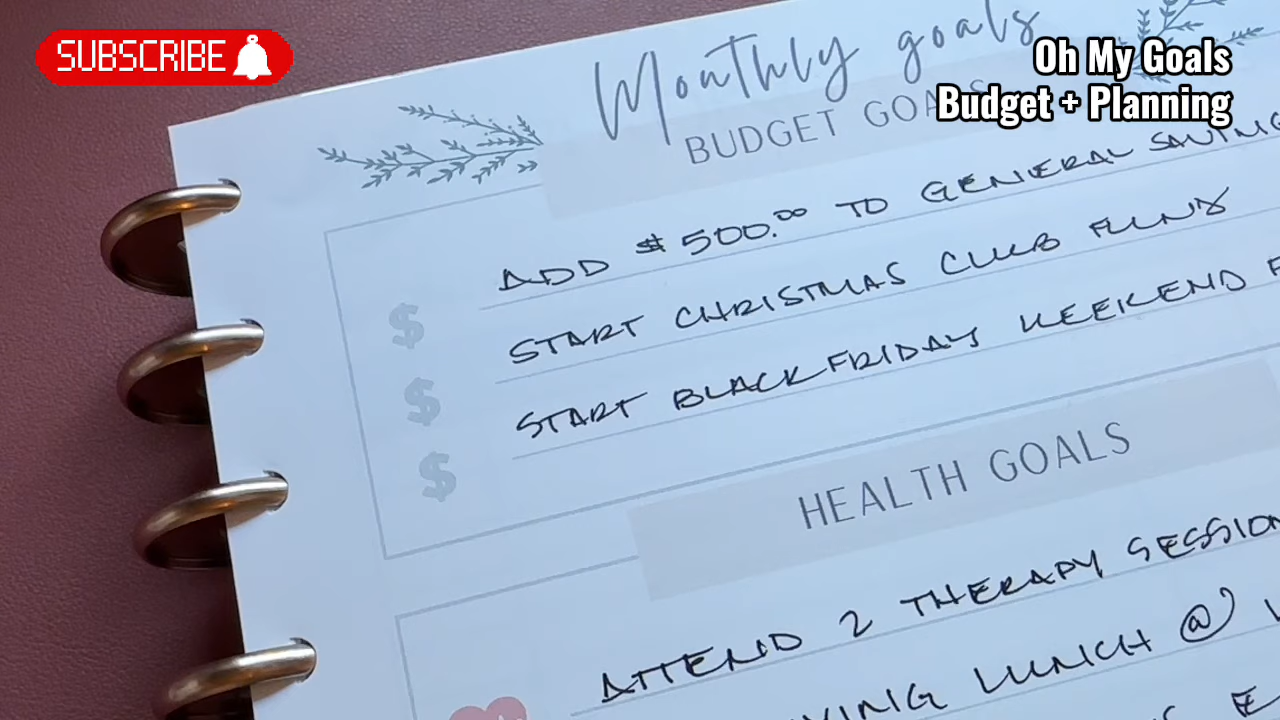 SUBSCRIBE
Oh My Goals
Budget + Planning
Monthly goals
BUDGET GOALS
ADD $500.00 TO GENERAL SAVING
START CHRISTMAS CLUB FUND
START BLACK FRIDAY WEEKEND
HEALTH GOALS
ATTEND 2 THERAPY SESSION
LUNCH @